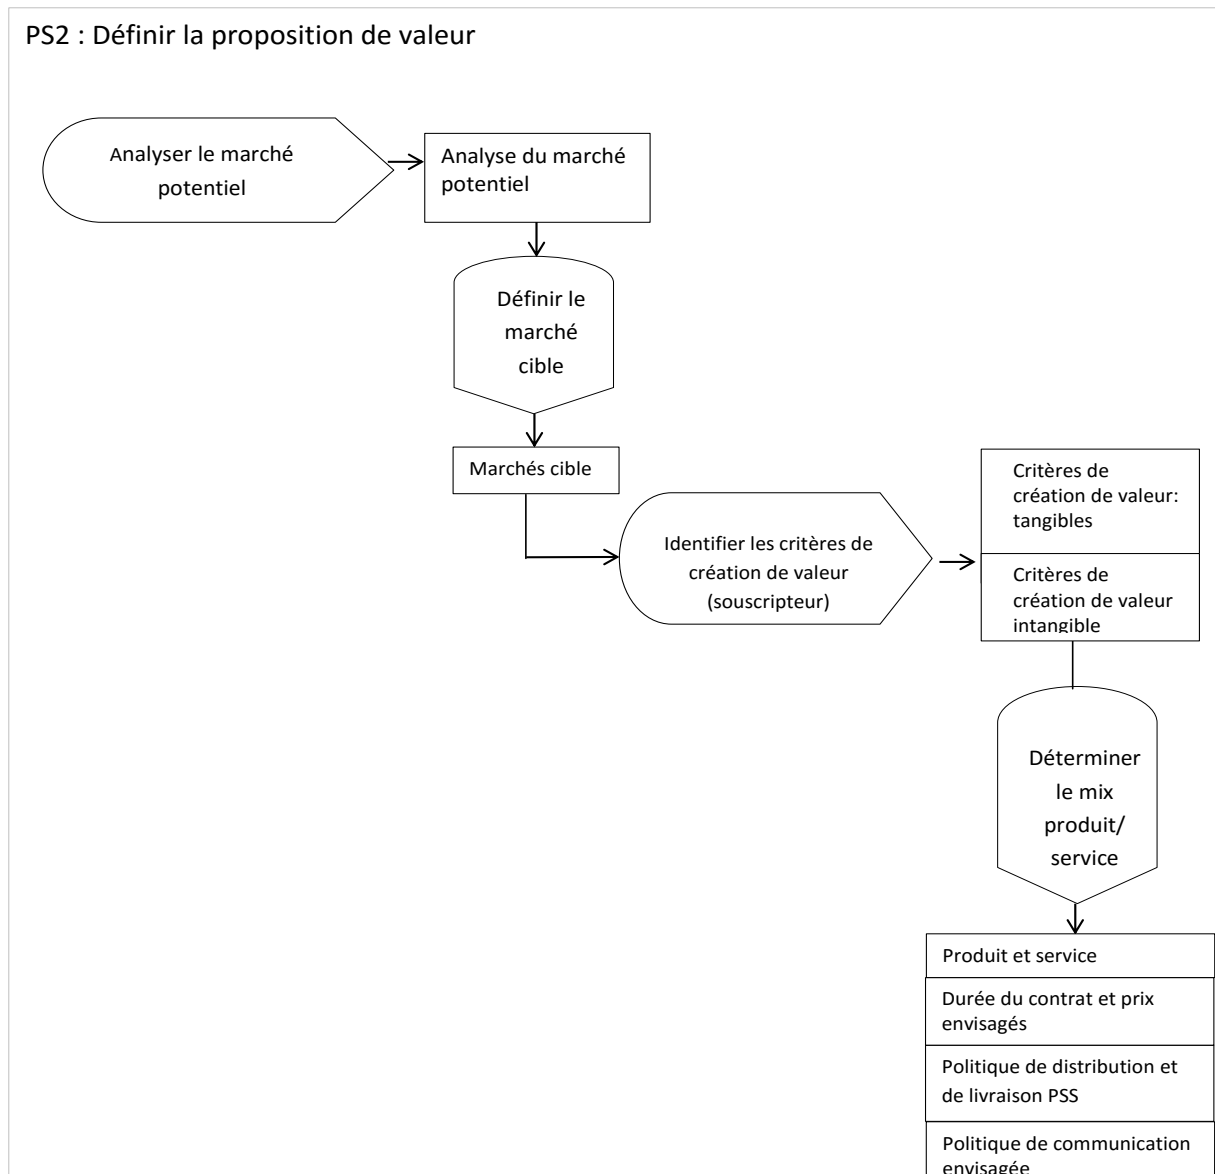 PS2 : Définir la proposition de valeur
Analyser le marché
potentiel
Analyse du marché
potentiel
Définir le
marché
cible
Marchés cible
Identifier les critères de
création de valeur
(souscripteur)
Critères de
création de valeur:
tangibles
Critères de
création de valeur
intangible
Déterminer
le mix
produit/
service
Produit et service
Durée du contrat et prix
envisagés
Politique de distribution et
de livraison PSS
Politique de communication
envisagée